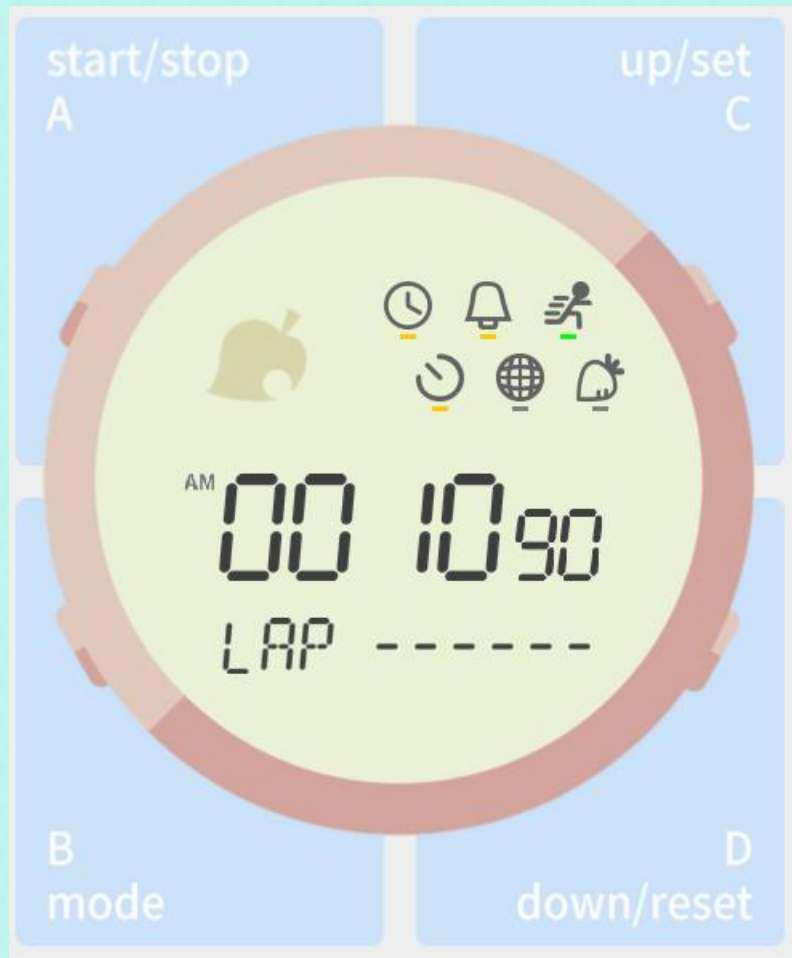 start/stop
A
up/set
C
AM 00 10 90
LAP ------
B
mode
D
down/reset